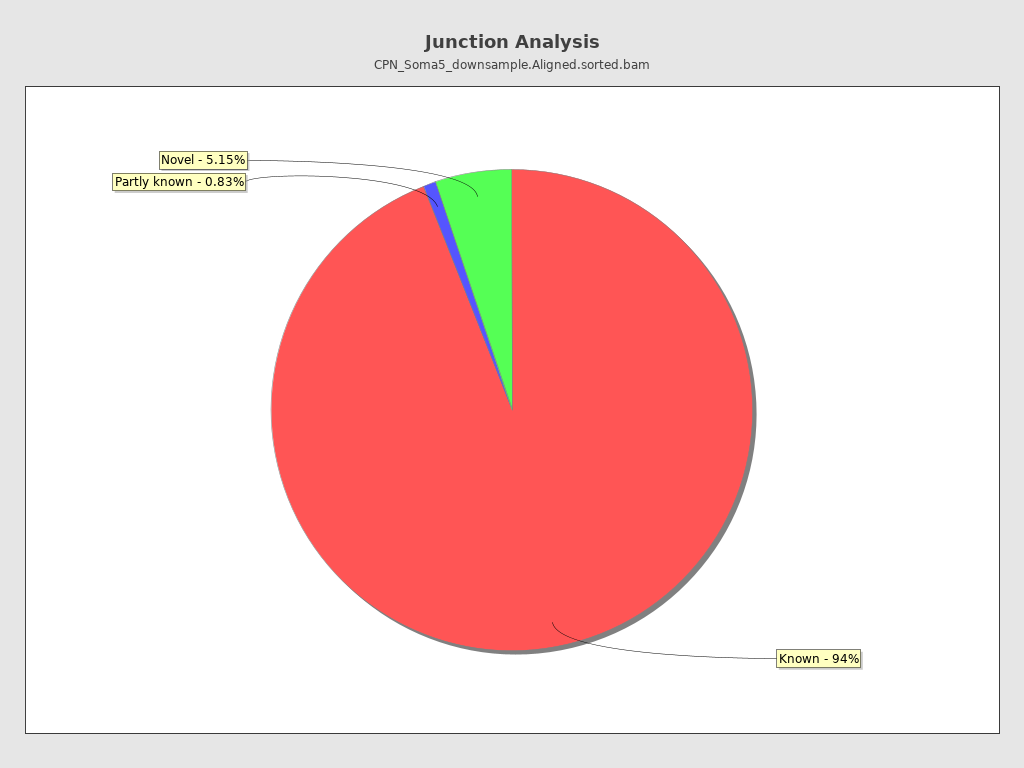 Junction Analysis
CPN_Soma5_downsample.Aligned.sorted.bam
Novel - 5.15%
Partly known - 0.83%
Known - 94%